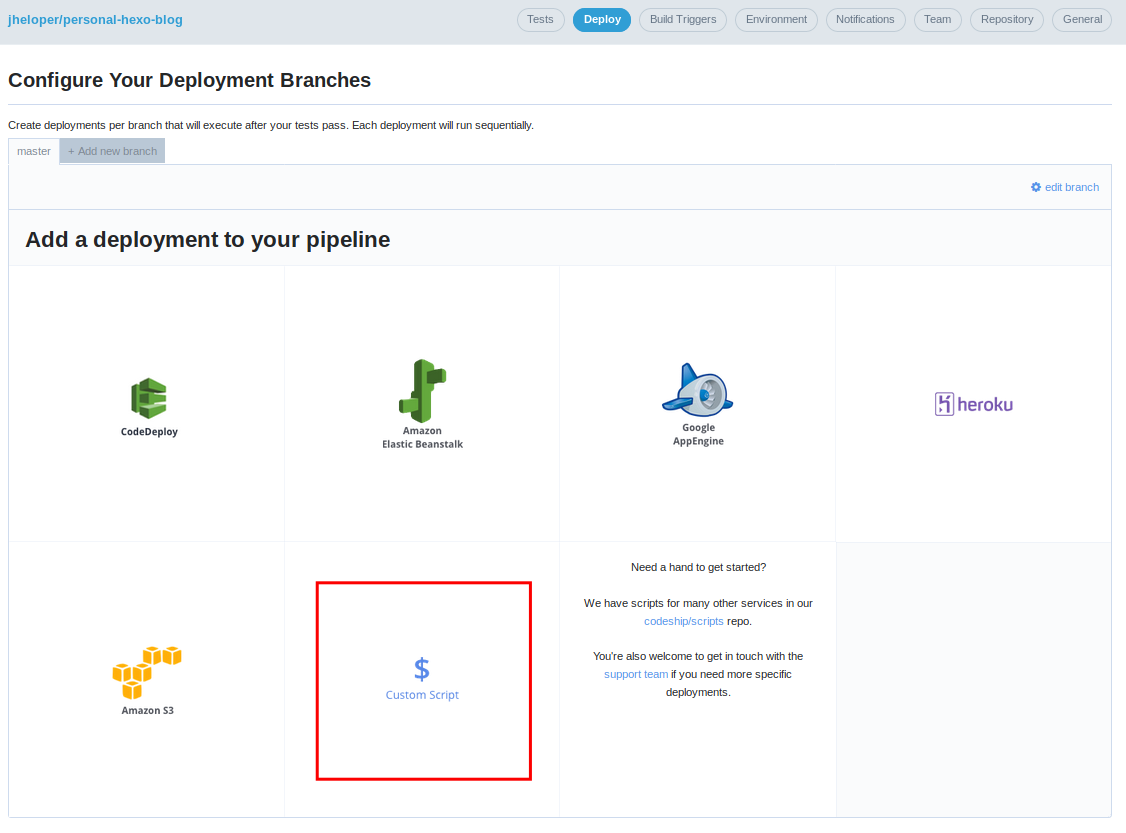 jheloper/personal-hexo-blog
Tests
Deploy
Build Triggers
Environment
Notifications
Team
Repository
General
Configure Your Deployment Branches
Create deployments per branch that will execute after your tests pass. Each deployment will run sequentially.
master
+ Add new branch
edit branch
Add a deployment to your pipeline
CodeDeploy
Amazon
Elastic Beanstalk
Google
AppEngine
heroku
Amazon S3
$
Custom Script
Need a hand to get started?
We have scripts for many other services in our
codeship/scripts repo.
You're also welcome to get in touch with the
support team if you need more specific
deployments.